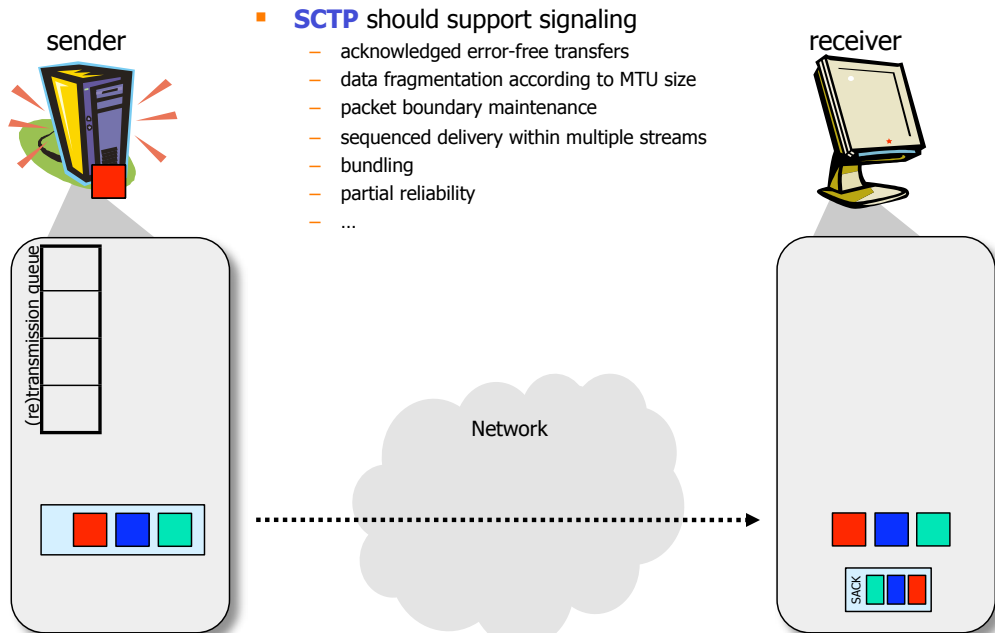 SCTP should support signaling
sender
receiver
– acknowledged error-free transfers
– data fragmentation according to MTU size
– packet boundary maintenance
– sequenced delivery within multiple streams
– bundling
– partial reliability
– …
(re)transmission queue
Network
SACK